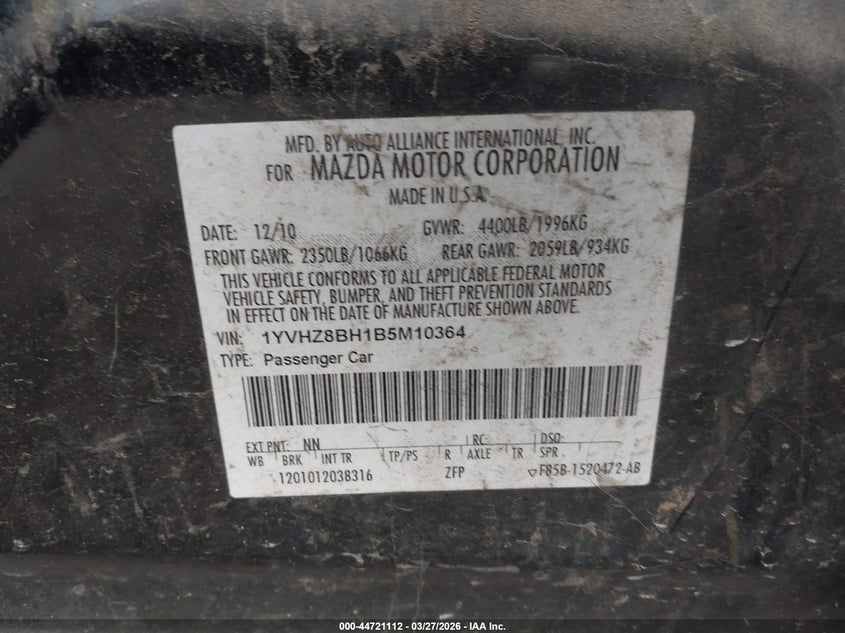 MFD. BY AUTO ALLIANCE INTERNATIONAL, INC.
FOR MAZDA MOTOR CORPORATION
MADE IN U.S.A.
DATE: 12/10 GVWR: 4400LB/1996KG
FRONT GAWR: 2350LB/1066KG REAR GAWR: 2059LB/934KG
THIS VEHICLE CONFORMS TO ALL APPLICABLE FEDERAL MOTOR
VEHICLE SAFETY, BUMPER, AND THEFT PREVENTION STANDARDS
IN EFFECT ON THE DATE OF MANUFACTURE SHOWN ABOVE.
VIN: 1YVHZ8BH1B5M10364
TYPE: Passenger Car
EXT PNT: NN RC: DSO:
WB BRK INT TR TP/PS R AXLE TR SPR
1201012038316 ZFP F85B-1520472-AB
000-44721112 — 03/27/2026 — IAA Inc.